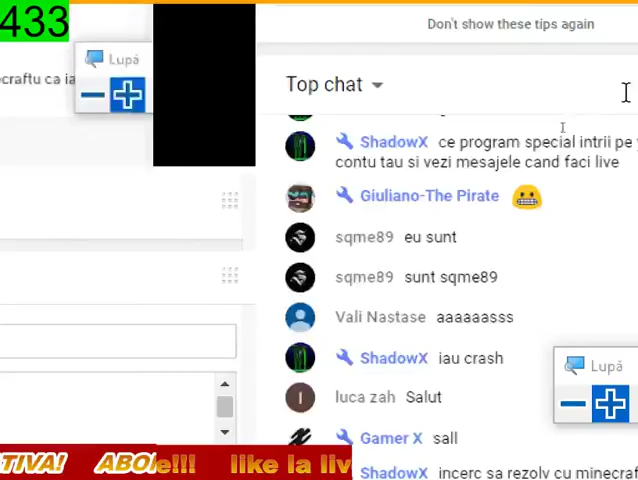 433
Don't show these tips again
Lupă
craftu ca ia
Top chat
ShadowX ce program special intrii pe
contu tau si vezi mesajele cand faci live
Giuliano-The Pirate
sqme89 eu sunt
sqme89 sunt sqme89
Vali Nastase aaaaaasss
ShadowX iau crash
Lupă
luca zah Salut
Gamer X sall
TIVA! ABO e!!! like la liv
ShadowX incerc sa rezolv cu minecraf